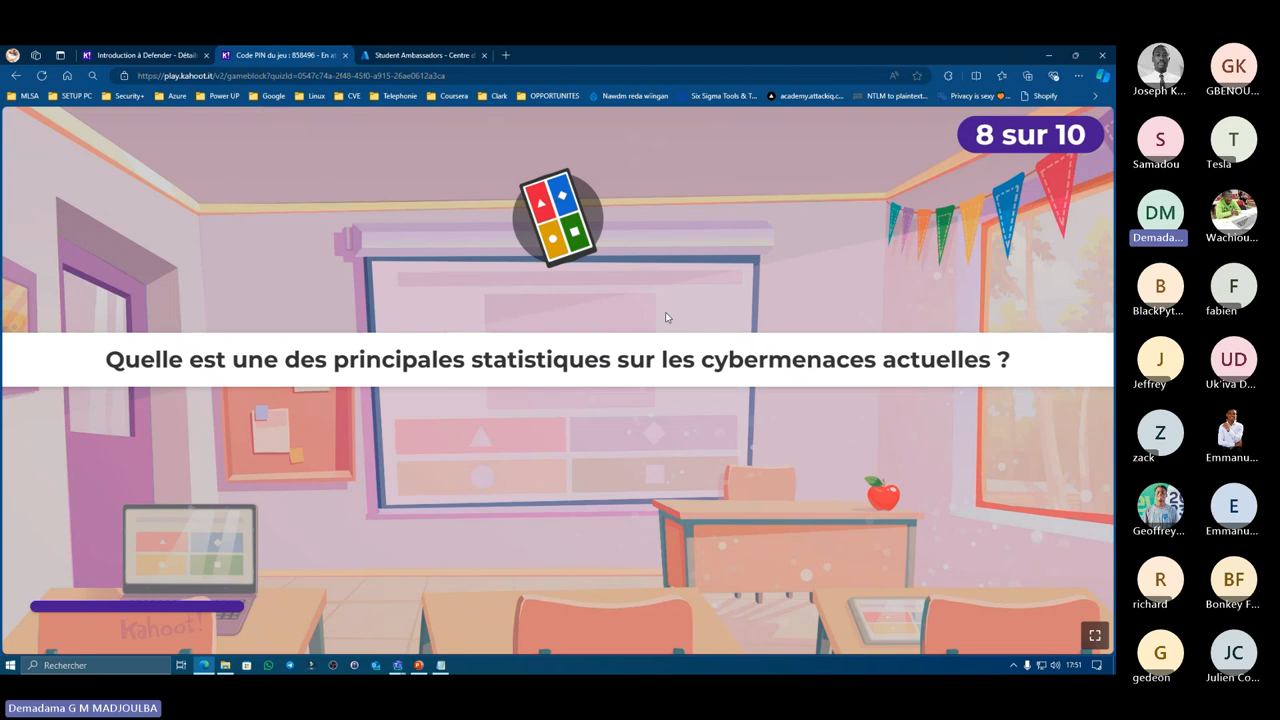 Introduction à Defender - Détai
Code PIN du jeu : 858496 - En a
Student Ambassadors - Centre d
https://play.kahoot.it/v2/gameblock?quizId=0547c74a-2f48-45f0-a915-26ae0612a3ca
MLSA
SETUP PC
Security+
Azure
Power UP
Google
Linux
CVE
Telephonie
Coursera
Clark
OPPORTUNITES
Nawdm reda wiingan
Six Sigma Tools & T...
academy.attackiq.c...
NTLM to plaintext...
Privacy is sexy
Shopify
8 sur 10
Quelle est une des principales statistiques sur les cybermenaces actuelles ?
Kahoot!
Rechercher
17:51
Joseph K...
GK
GBENOU...
S
Samadou
T
Tesla
DM
Demada...
Wachiou...
B
BlackPyt...
F
fabien
J
Jeffrey
UD
Uk'iva D...
Z
zack
Emmanu...
Geoffrey...
E
Emmanu...
R
richard
BF
Bonkey F...
G
gedeon
JC
Julien Co...
Demadama G M MADJOULBA